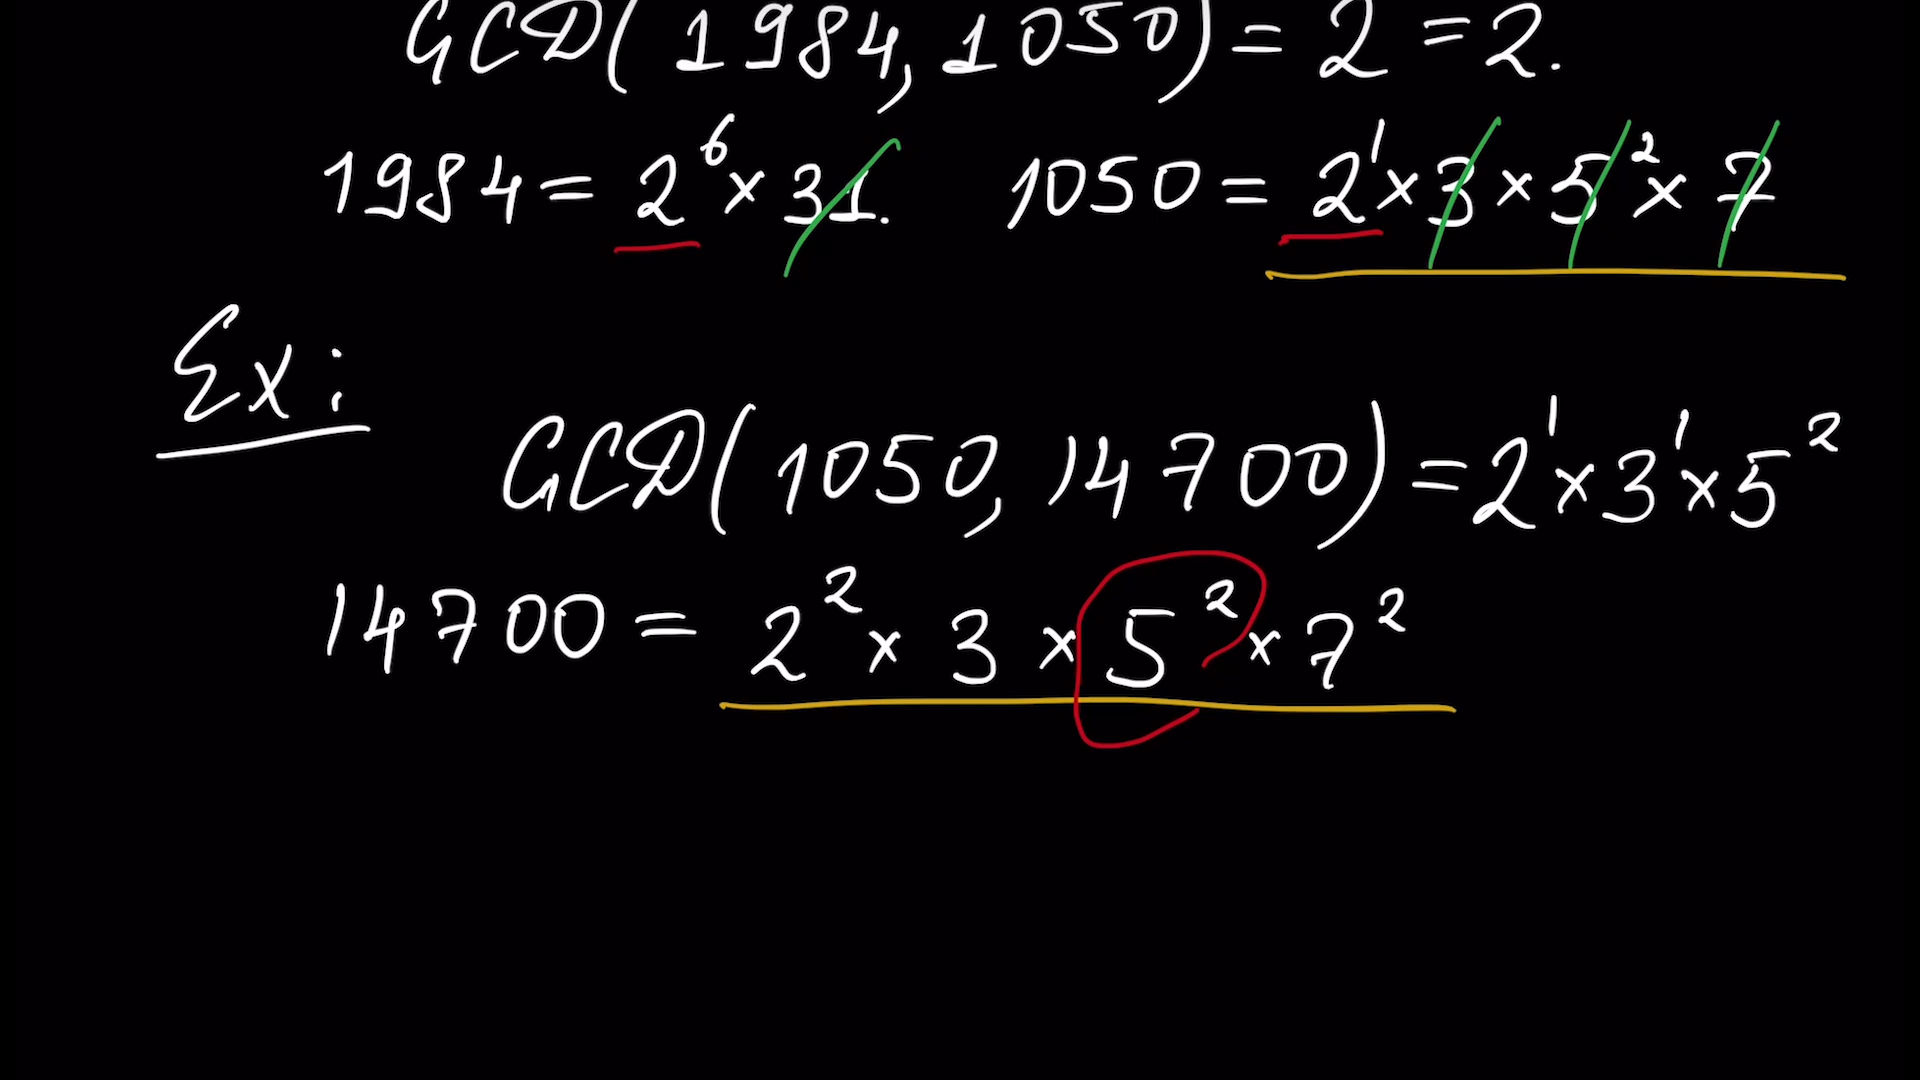 GCD(1984, 1050) = 2 = 2.
1984 = 2⁶ × 31. 1050 = 2¹ × 3 × 5² × 7
Ex:
GCD(1050, 14700) = 2¹ × 3¹ × 5²
14700 = 2² × 3 × 5² × 7²